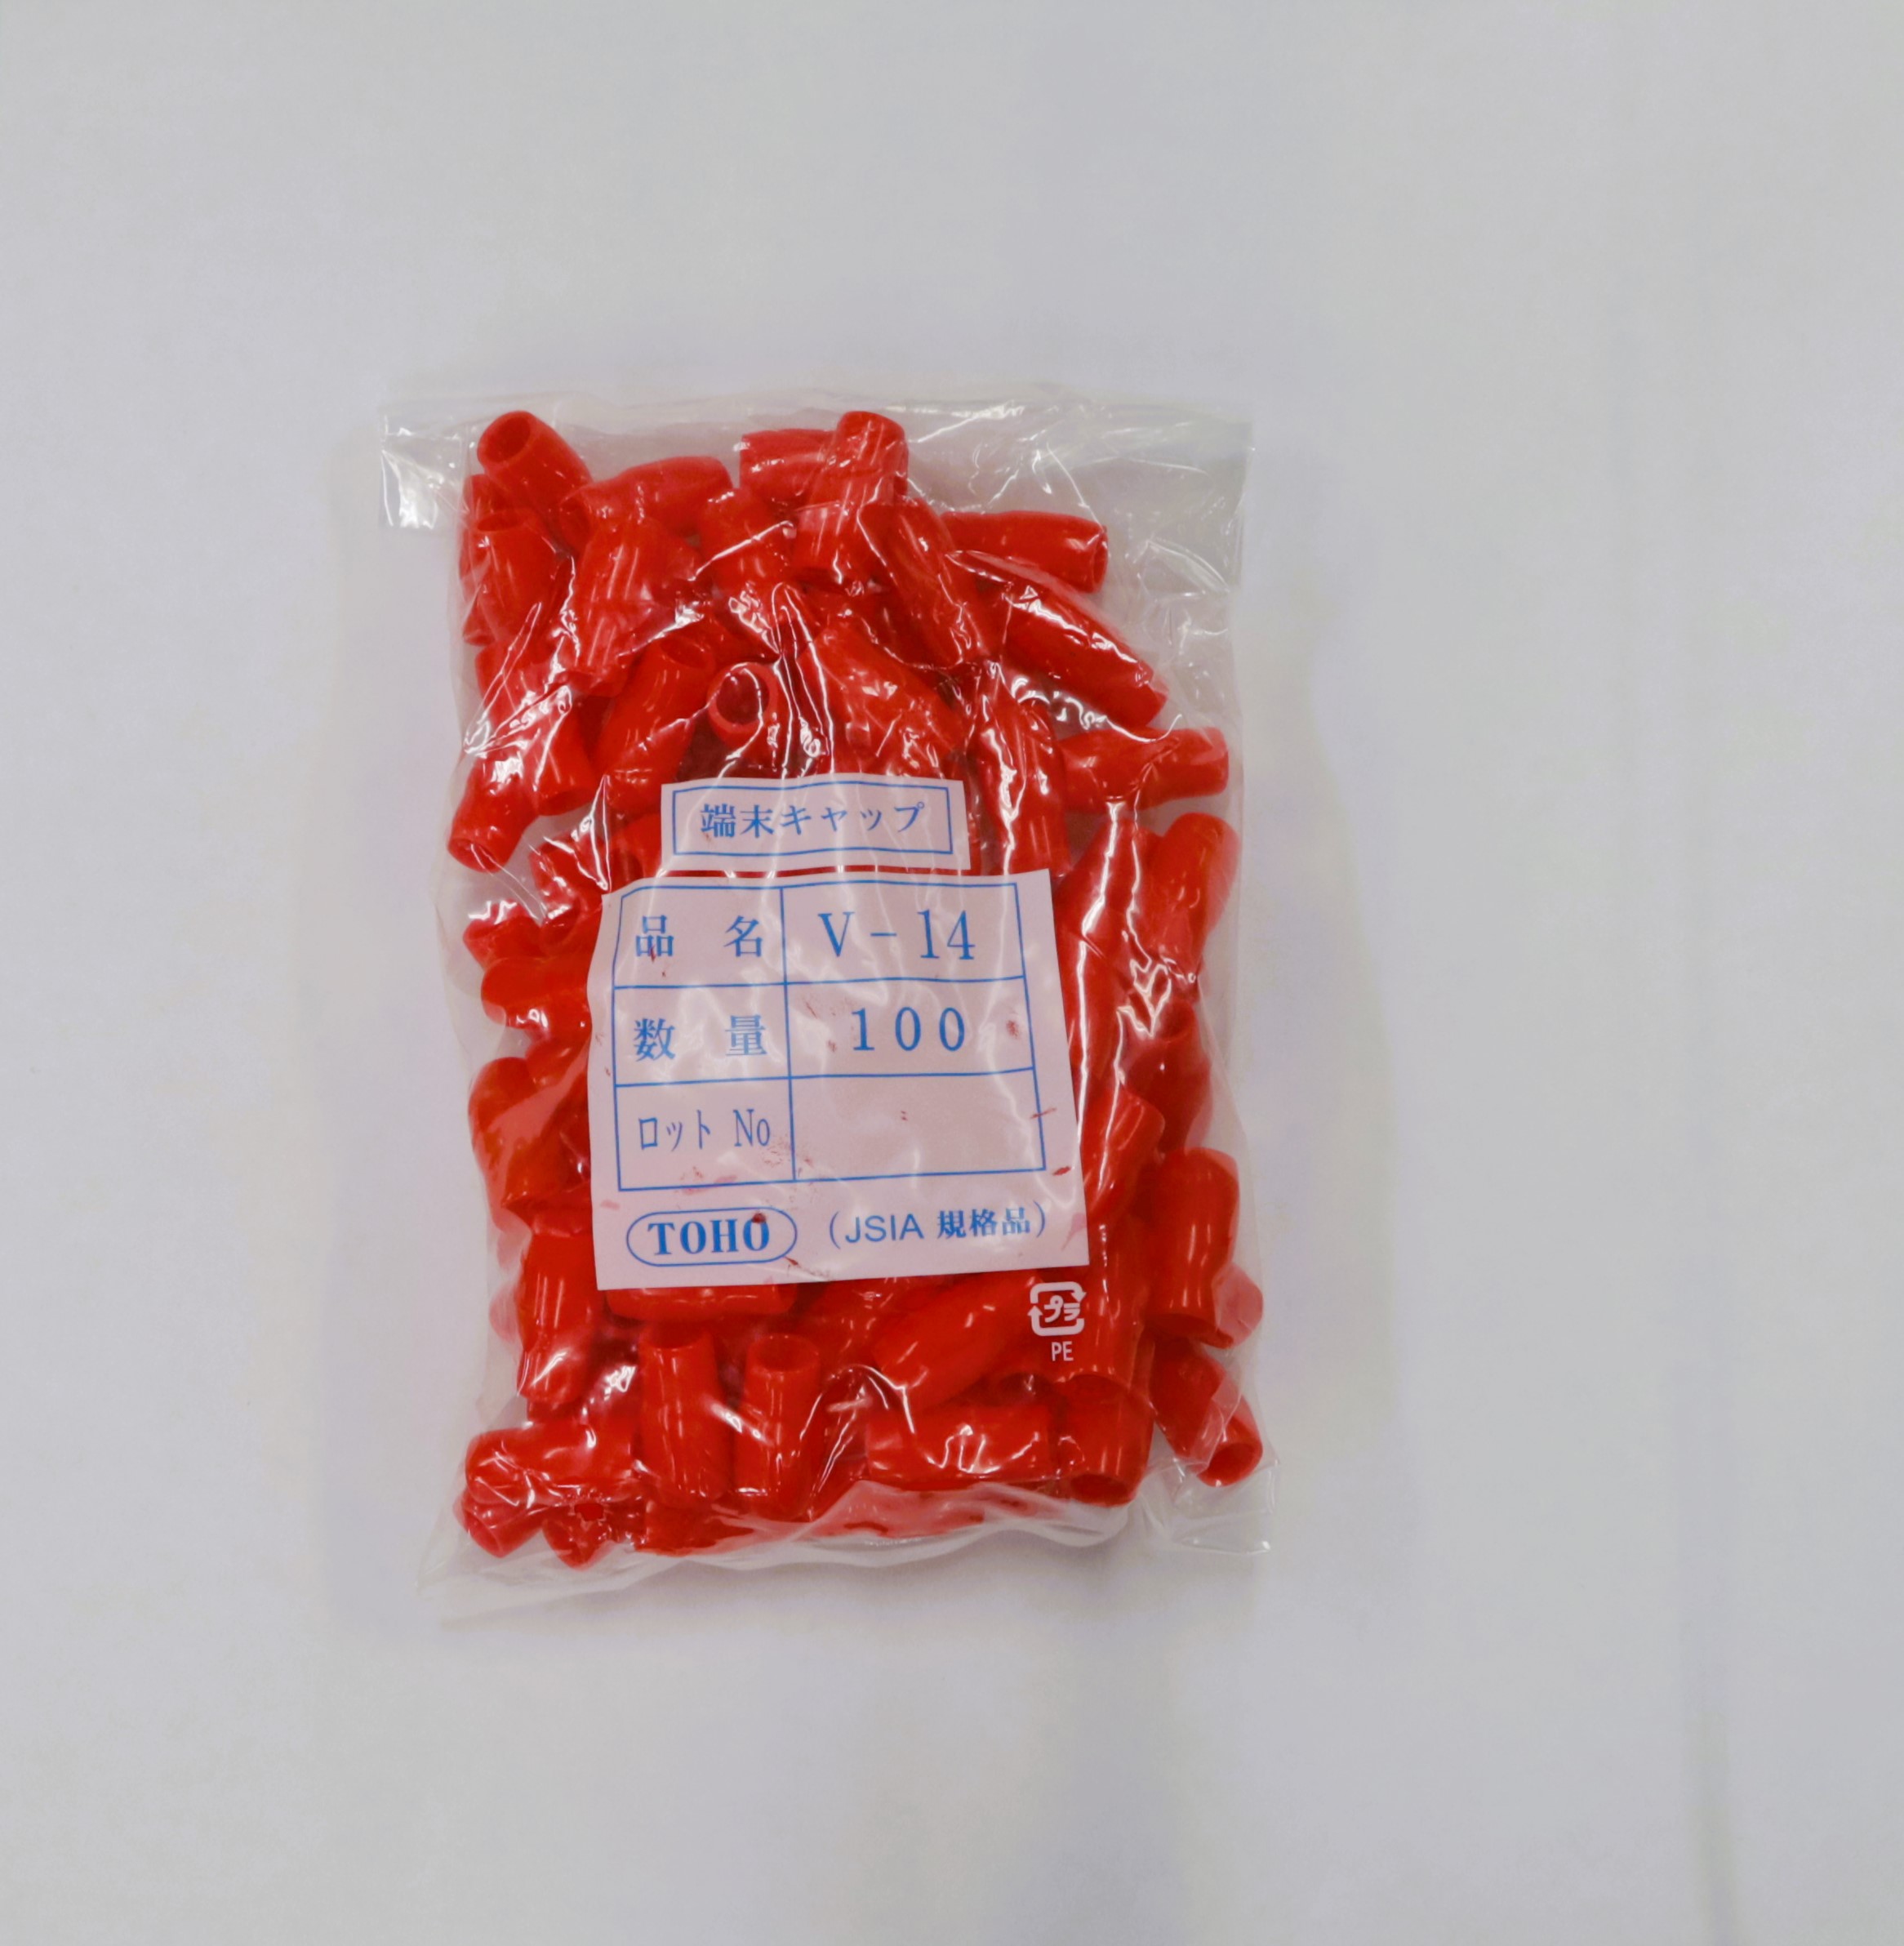 端末キャップ
品 名 V-14
数 量 100
ロット No
TOHO (JSIA 規格品)
プラ
PE